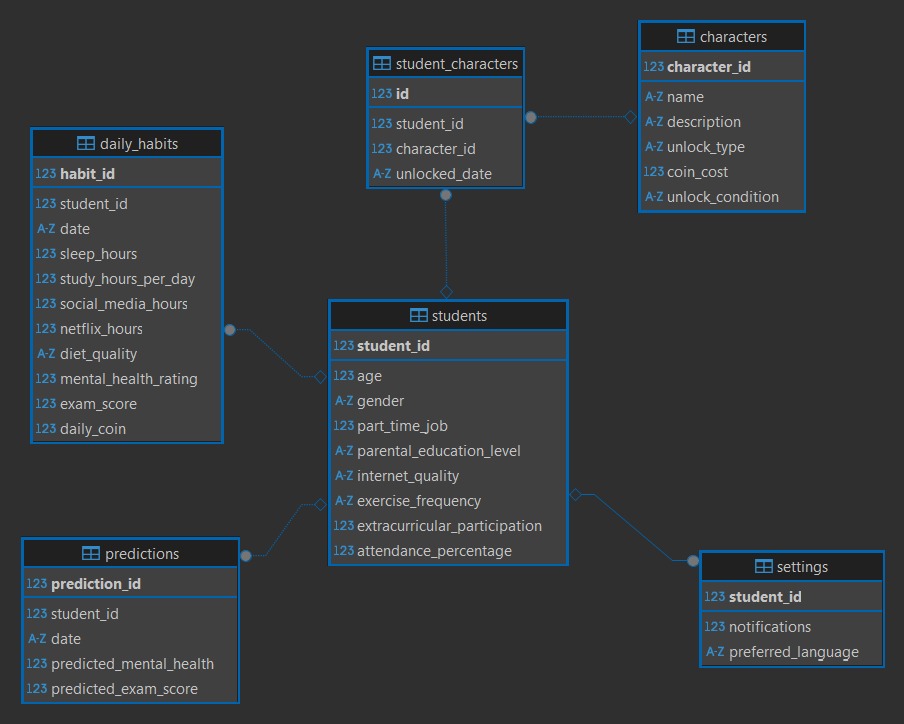 characters
123 character_id
A-Z name
A-Z description
A-Z unlock_type
123 coin_cost
A-Z unlock_condition
student_characters
123 id
123 student_id
123 character_id
A-Z unlocked_date
daily_habits
123 habit_id
123 student_id
A-Z date
123 sleep_hours
123 study_hours_per_day
123 social_media_hours
123 netflix_hours
A-Z diet_quality
123 mental_health_rating
123 exam_score
123 daily_coin
students
123 student_id
123 age
A-Z gender
123 part_time_job
A-Z parental_education_level
A-Z internet_quality
A-Z exercise_frequency
123 extracurricular_participation
123 attendance_percentage
predictions
123 prediction_id
123 student_id
A-Z date
123 predicted_mental_health
123 predicted_exam_score
settings
123 student_id
123 notifications
A-Z preferred_language